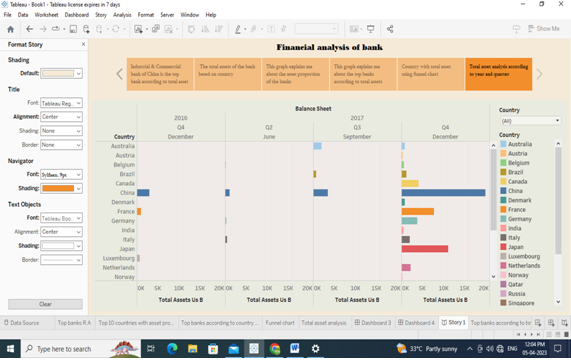 Tableau - Book1 - Tableau license expires in 7 days
File Data Worksheet Dashboard Story Analysis Format Server Window Help
Show Me
Format Story
Shading
Default:
Title
Font: Tableau Reg...
Alignment: Center
Shading: None
Border: None
Navigator
Font: Sylfaen, 9pt
Shading:
Text Objects
Font: Tableau Boo...
Alignment: Center
Shading:
Border:
Clear
Financial analysis of bank
Industrial & Commercial bank of China is the top bank according to total asset
The total assets of the bank based on country
This graph explains me about the asset proportion of the banks
This graph explains me about the top banks according to total asset
Country with total asset using funnel chart
Total asset analysis according to year and quarter
Balance Sheet
2016 2017
Q4 Q2 Q3 Q4
Country December June September December
Australia
Austria
Belgium
Brazil
Canada
China
Denmark
France
Germany
India
Italy
Japan
Luxembourg
Netherlands
Norway
0K 5K 10K 15K 20K 0K 5K 10K 15K 20K 0K 5K 10K 15K 20K 0K 5K 10K 15K 20K
Total Assets Us B Total Assets Us B Total Assets Us B Total Assets Us B
Country
(All)
Country
Australia
Austria
Belgium
Brazil
Canada
China
Denmark
France
Germany
India
Italy
Japan
Luxembourg
Netherlands
Norway
Qatar
Russia
Singapore
Data Source Top banks R.A Top 10 countries with asset pro... Top banks according to country ... Funnel chart Total asset analysis Dashboard 3 Dashboard 4 Story 1 Top banks according to to
Type here to search
33°C Partly sunny
ENG
12:04 PM
05-04-2023